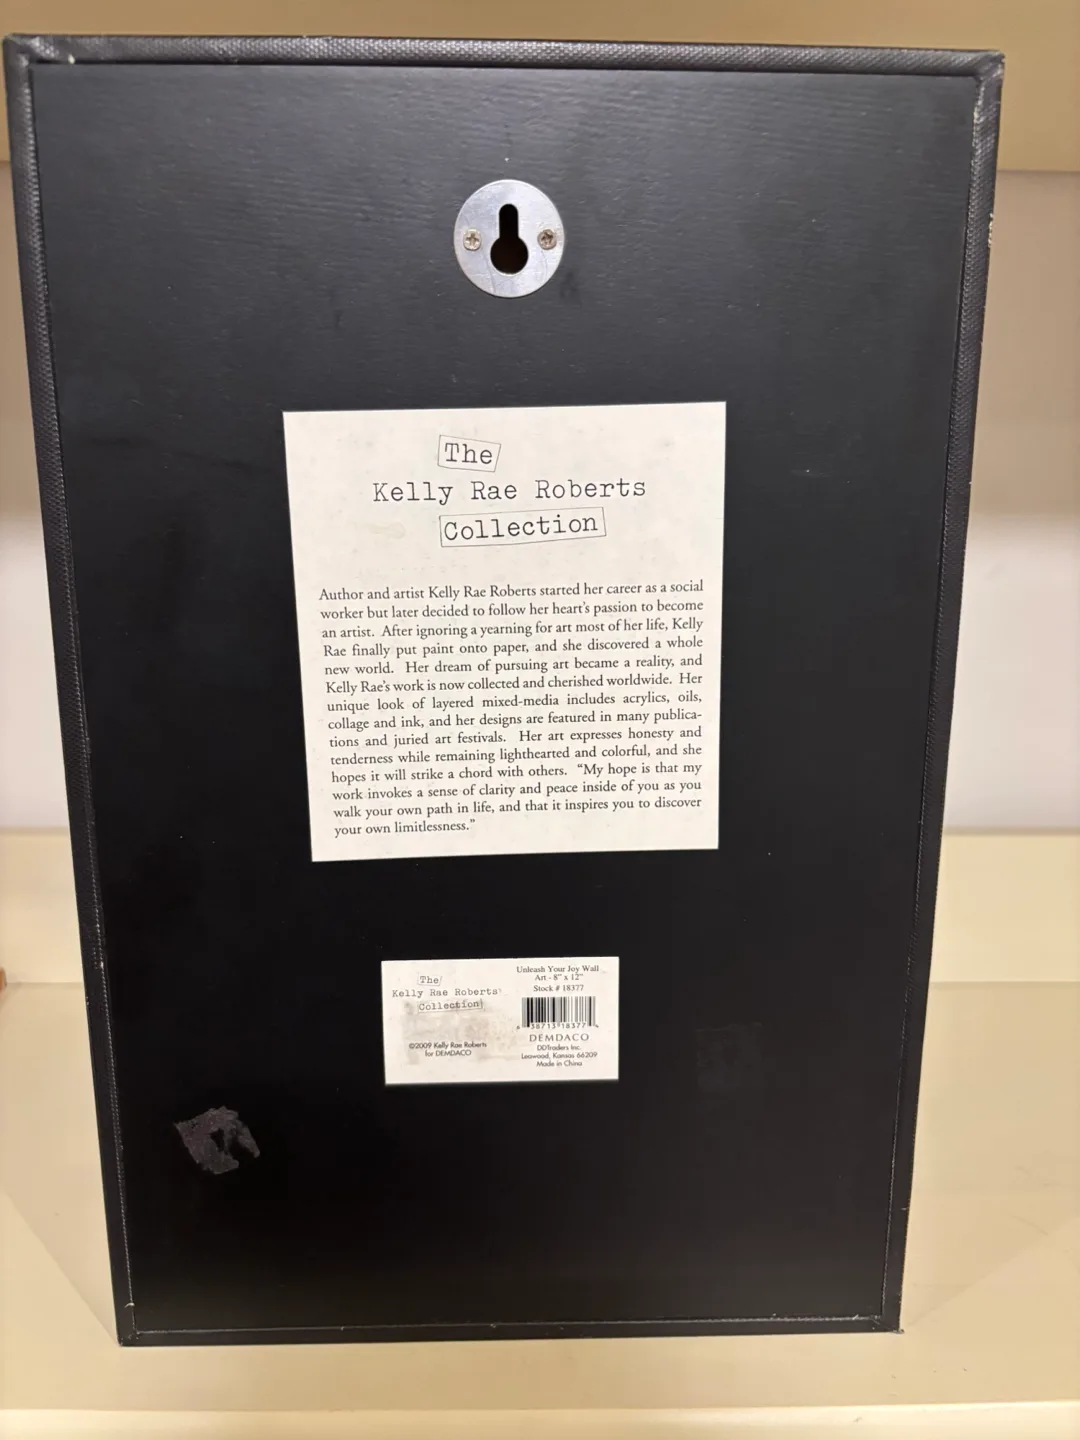 The
Kelly Rae Roberts
Collection
Author and artist Kelly Rae Roberts started her career as a social
worker but later decided to follow her heart's passion to become
an artist. After ignoring a yearning for art most of her life, Kelly
Rae finally put paint onto paper, and she discovered a whole
new world. Her dream of pursuing art became a reality, and
Kelly Rae's work is now collected and cherished worldwide. Her
unique look of layered mixed-media includes acrylics, oils,
collage and ink, and her designs are featured in many publica-
tions and juried art festivals. Her art expresses honesty and
tenderness while remaining lighthearted and colorful, and she
hopes it will strike a chord with others. "My hope is that my
work invokes a sense of clarity and peace inside of you as you
walk your own path in life, and that it inspires you to discover
your own limitlessness."
The
Kelly Rae Roberts
Collection
©2009 Kelly Rae Roberts
for DEMDACO
Unleash Your Joy Wall
Art - 8" x 12"
Stock # 18377
38713 18377
DEMDACO
DDTraders Inc.
Leawood, Kansas 66209
Made in China